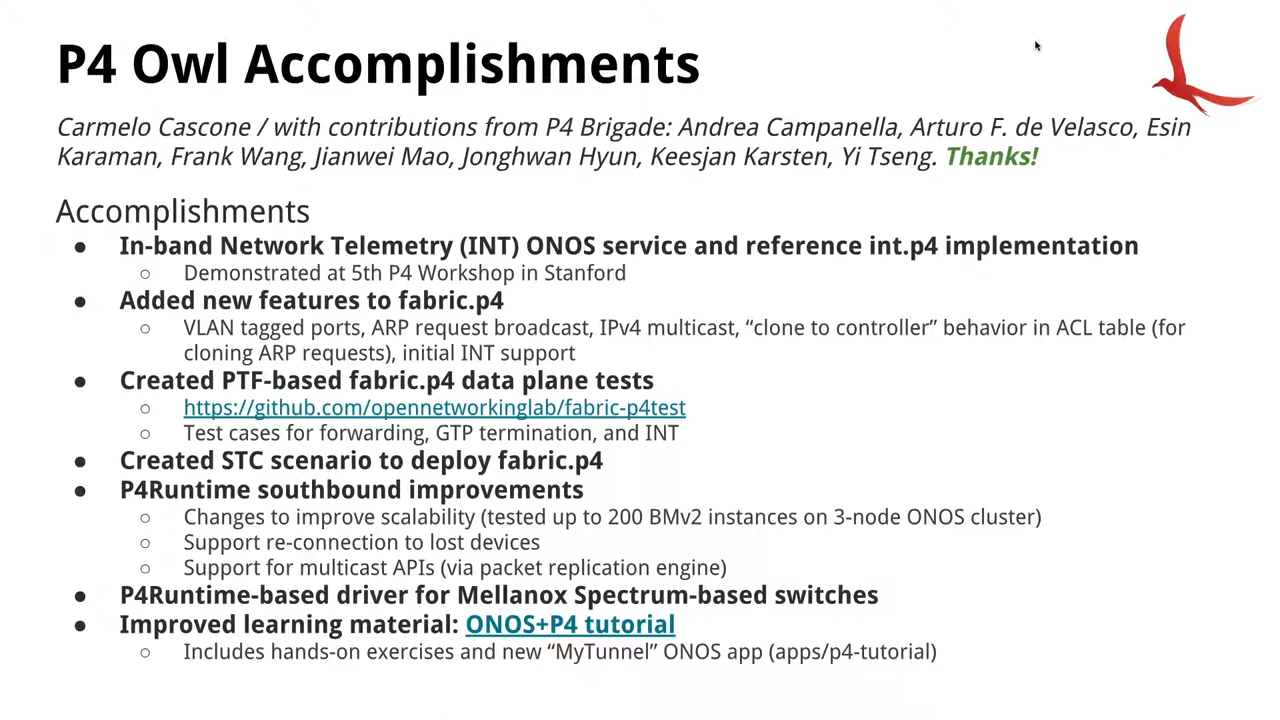 P4 Owl Accomplishments
Carmelo Cascone / with contributions from P4 Brigade: Andrea Campanella, Arturo F. de Velasco, Esin
Karaman, Frank Wang, Jianwei Mao, Jonghwan Hyun, Keesjan Karsten, Yi Tseng. Thanks!
Accomplishments
● In-band Network Telemetry (INT) ONOS service and reference int.p4 implementation
○ Demonstrated at 5th P4 Workshop in Stanford
● Added new features to fabric.p4
○ VLAN tagged ports, ARP request broadcast, IPv4 multicast, “clone to controller” behavior in ACL table (for
cloning ARP requests), initial INT support
● Created PTF-based fabric.p4 data plane tests
○ https://github.com/opennetworkinglab/fabric-p4test
○ Test cases for forwarding, GTP termination, and INT
● Created STC scenario to deploy fabric.p4
● P4Runtime southbound improvements
○ Changes to improve scalability (tested up to 200 BMv2 instances on 3-node ONOS cluster)
○ Support re-connection to lost devices
○ Support for multicast APIs (via packet replication engine)
● P4Runtime-based driver for Mellanox Spectrum-based switches
● Improved learning material: ONOS+P4 tutorial
○ Includes hands-on exercises and new “MyTunnel” ONOS app (apps/p4-tutorial)